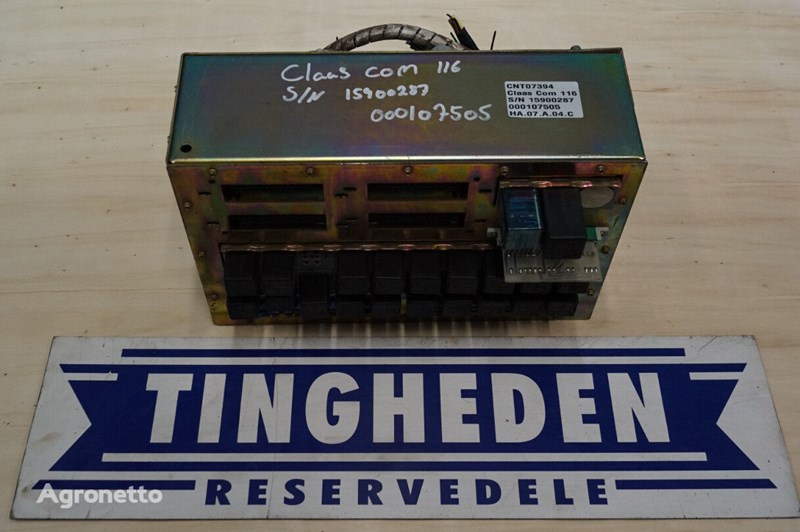 Claas com 116
S/N 15900287
000107505
CNT07394
Claas Com 116
S/N 15900287
000107505
HA.07.A.04.C
TINGHEDEN
RESERVEDELE
Agronetto